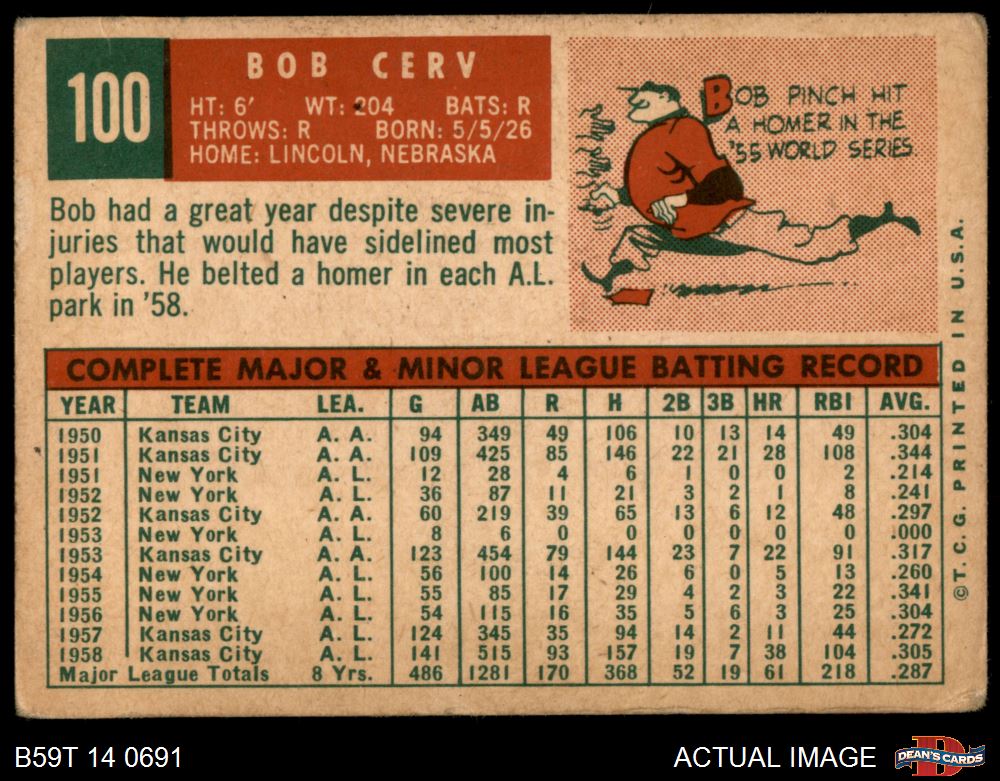 100
BOB CERV
HT: 6' WT: 204 BATS: R
THROWS: R BORN: 5/5/26
HOME: LINCOLN, NEBRASKA
BOB PINCH HIT
A HOMER IN THE
'55 WORLD SERIES.
Bob had a great year despite severe in-
juries that would have sidelined most
players. He belted a homer in each A.L.
park in '58.
COMPLETE MAJOR & MINOR LEAGUE BATTING RECORD
YEAR TEAM LEA. G AB R H 2B 3B HR RBI AVG.
1950 Kansas City A. A. 94 349 49 106 10 13 14 49 .304
1951 Kansas City A. A. 109 425 85 146 22 21 28 108 .344
1951 New York A. L. 12 28 4 6 1 0 0 2 .214
1952 New York A. L. 36 87 11 21 3 2 1 8 .241
1952 Kansas City A. A. 60 219 39 65 13 6 12 48 .297
1953 New York A. L. 8 6 0 0 0 0 0 0 .000
1953 Kansas City A. A. 123 454 79 144 23 7 22 91 .317
1954 New York A. L. 56 100 14 26 6 0 5 13 .260
1955 New York A. L. 55 85 17 29 4 2 3 22 .341
1956 New York A. L. 54 115 16 35 5 6 3 25 .304
1957 Kansas City A. L. 124 345 35 94 14 2 11 44 .272
1958 Kansas City A. L. 141 515 93 157 19 7 38 104 .305
Major League Totals 8 Yrs. 486 1281 170 368 52 19 61 218 .287
©T. C. G. PRINTED IN U.S.A.
B59T 14 0691
ACTUAL IMAGE
D
DEAN'S CARDS